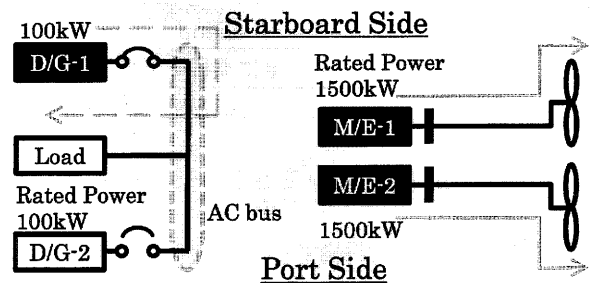 Starboard Side
100kW
D/G-1
Load
Rated Power
100kW
D/G-2
AC bus
Rated Power
1500kW
M/E-1
M/E-2
1500kW
Port Side